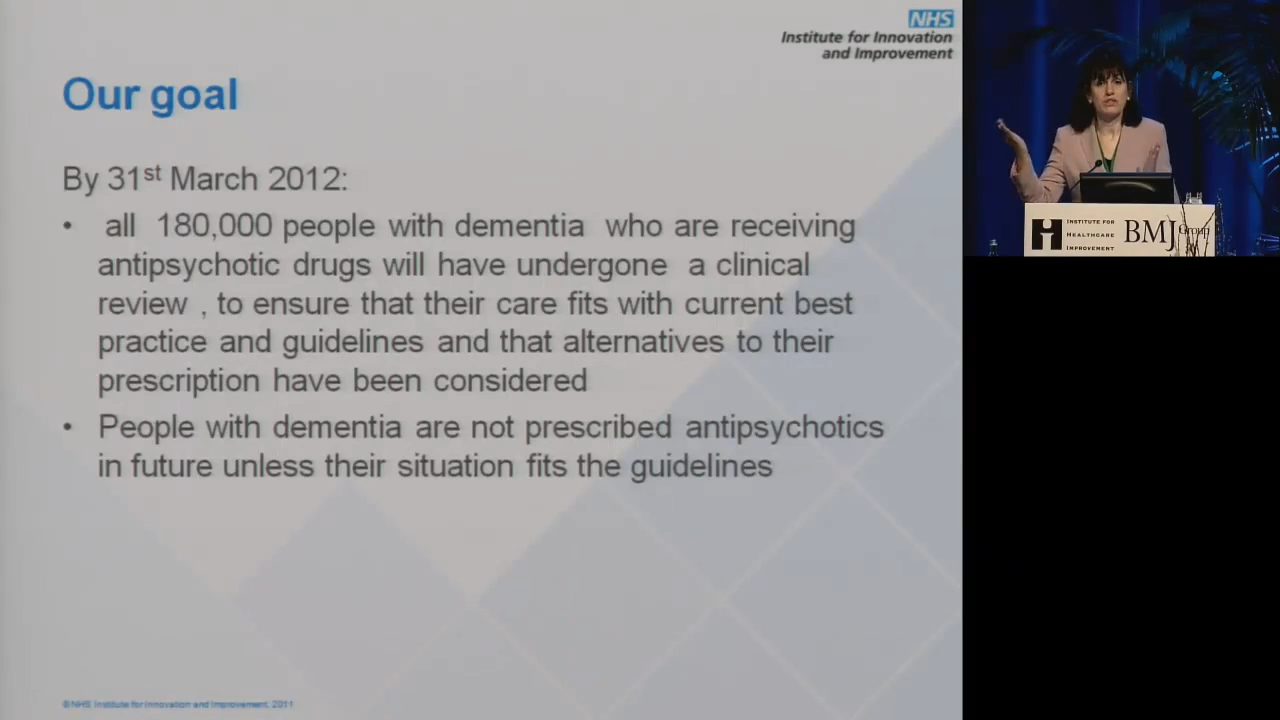 NHS
Institute for Innovation
and Improvement
Our goal
By 31st March 2012:
• all 180,000 people with dementia who are receiving
antipsychotic drugs will have undergone a clinical
review , to ensure that their care fits with current best
practice and guidelines and that alternatives to their
prescription have been considered
• People with dementia are not prescribed antipsychotics
in future unless their situation fits the guidelines
©NHS Institute for Innovation and Improvement, 2011
INSTITUTE FOR
HEALTHCARE
IMPROVEMENT
BMJ Group